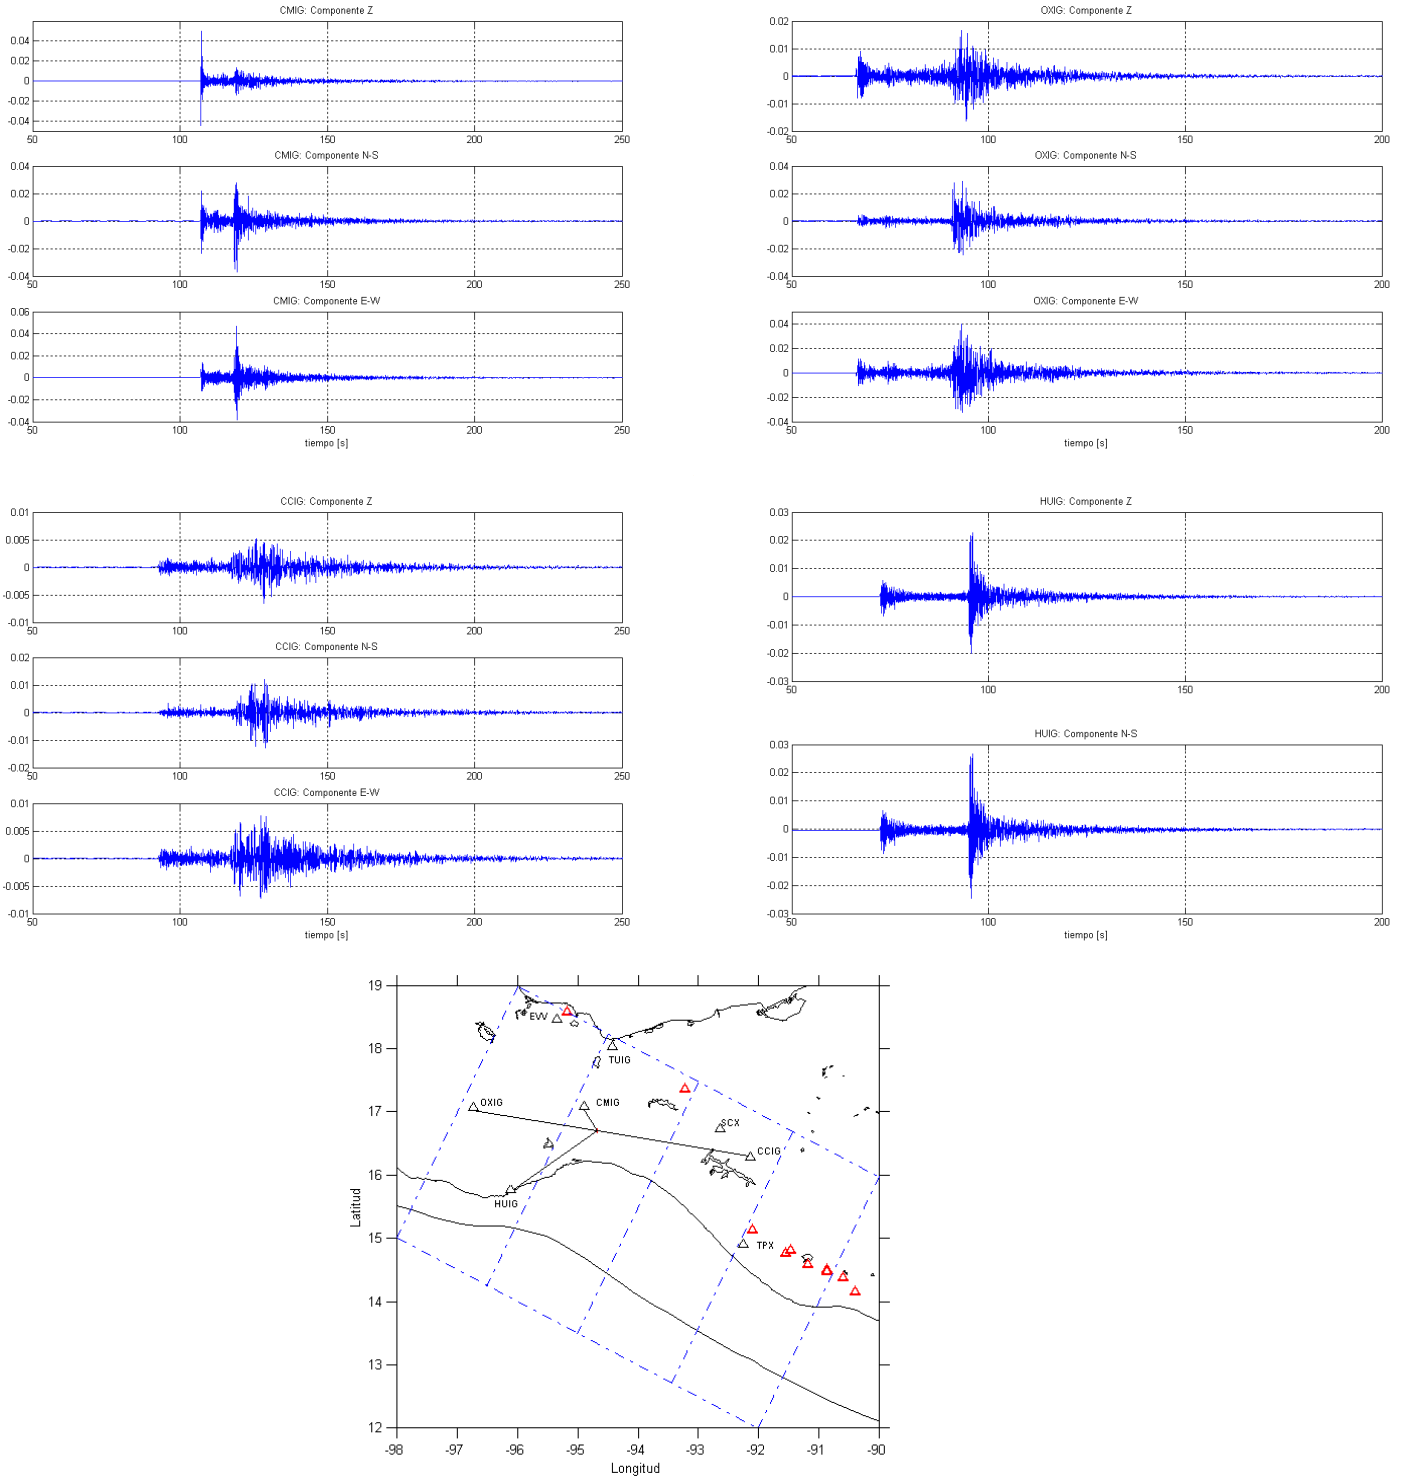 CMIG: Componente Z
0.04
0.02
0
-0.02
-0.04
50 100 150 200 250
CMIG: Componente N-S
0.04
0.02
0
-0.02
-0.04
50 100 150 200 250
CMIG: Componente E-W
0.06
0.04
0.02
0
-0.02
-0.04
50 100 150 200 250
tiempo [s]
OXIG: Componente Z
0.02
0.01
0
-0.01
-0.02
50 100 150 200
OXIG: Componente N-S
0.04
0.02
0
-0.02
-0.04
50 100 150 200
OXIG: Componente E-W
0.04
0.02
0
-0.02
-0.04
50 100 150 200
tiempo [s]
CCIG: Componente Z
0.01
0.005
0
-0.005
-0.01
50 100 150 200 250
CCIG: Componente N-S
0.02
0.01
0
-0.01
-0.02
50 100 150 200 250
CCIG: Componente E-W
0.01
0.005
0
-0.005
-0.01
50 100 150 200 250
tiempo [s]
HUIG: Componente Z
0.03
0.02
0.01
0
-0.01
-0.02
-0.03
50 100 150 200
HUIG: Componente N-S
0.03
0.02
0.01
0
-0.01
-0.02
-0.03
50 100 150 200
tiempo [s]
19
EVV
18
TUIG
OXIG
CMIG
17
SCX
CCIG
16
HUIG
Latitud
15
TPX
14
13
12
-98 -97 -96 -95 -94 -93 -92 -91 -90
Longitud